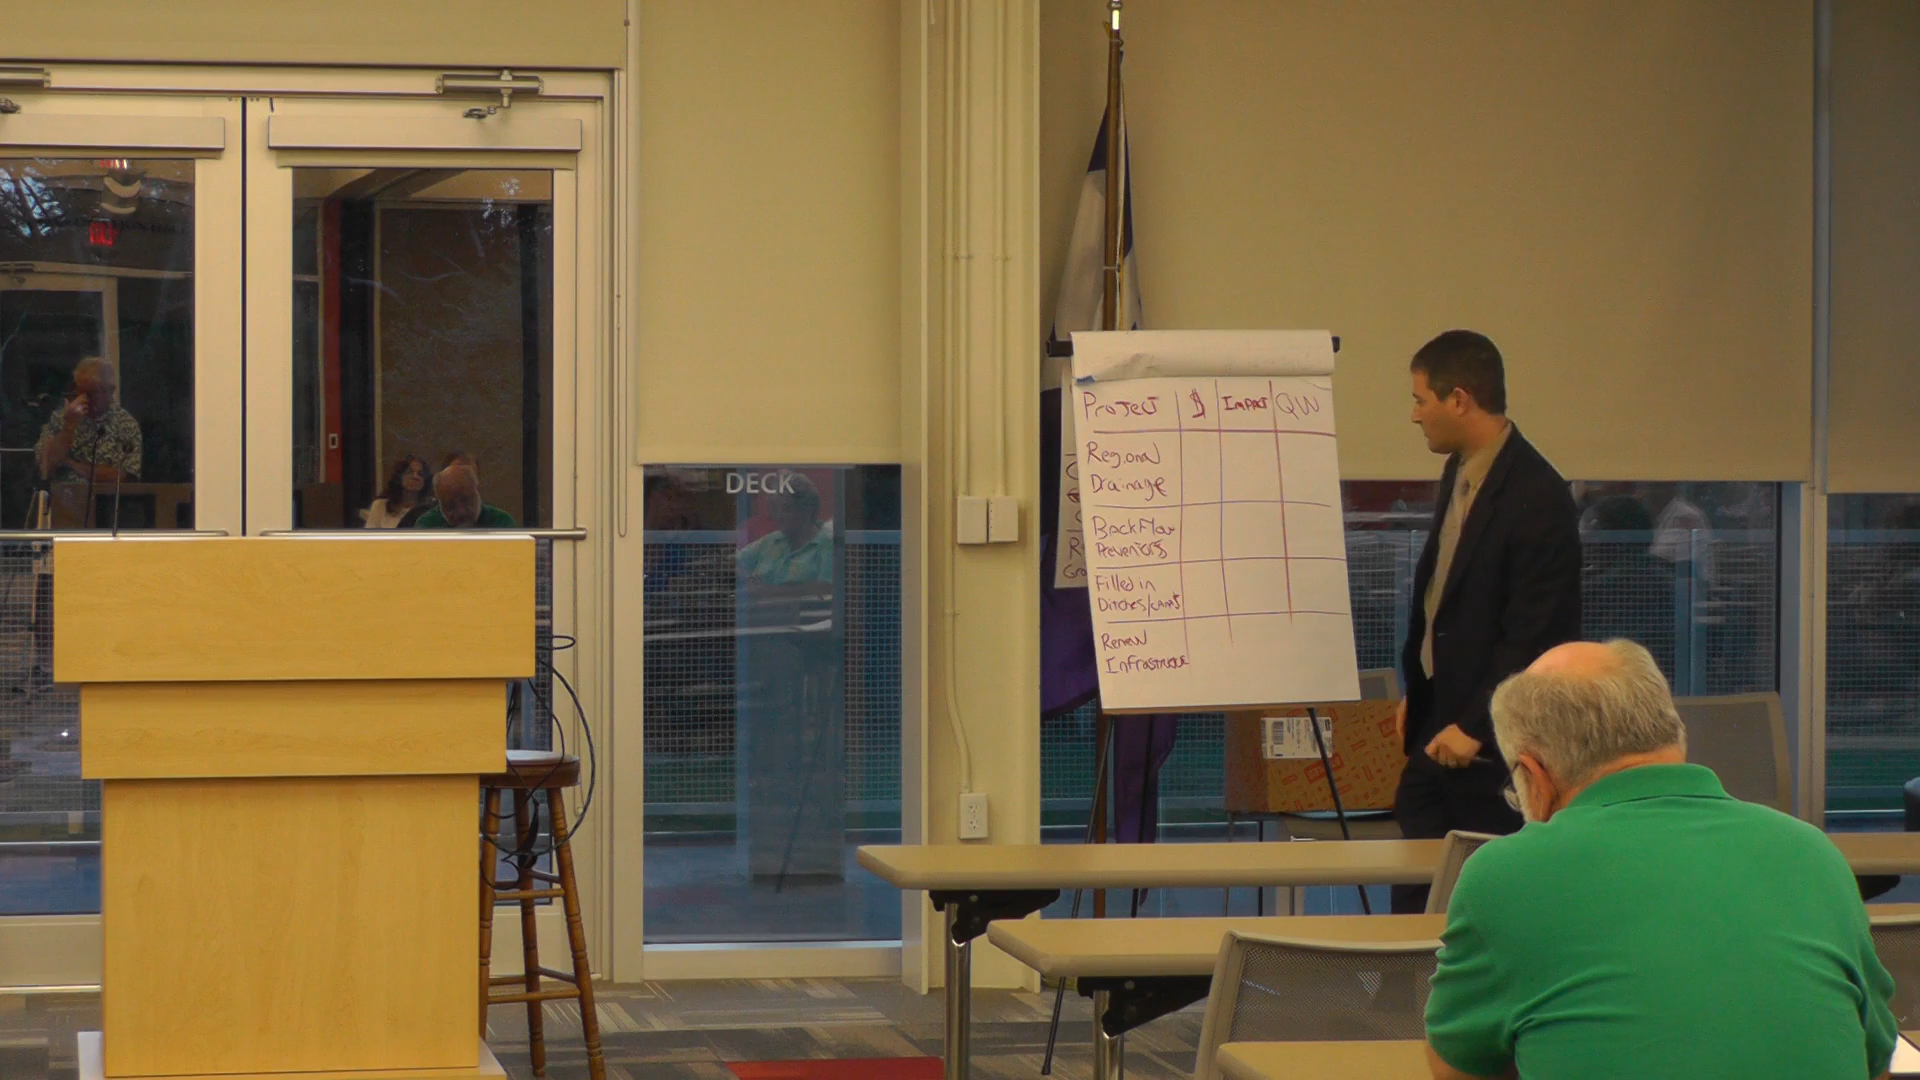 DECK
Project $ Impact QW
Regional
Drainage
BackFlow
Preventors
Filled in
Ditches/canals
Renew
Infrastructure